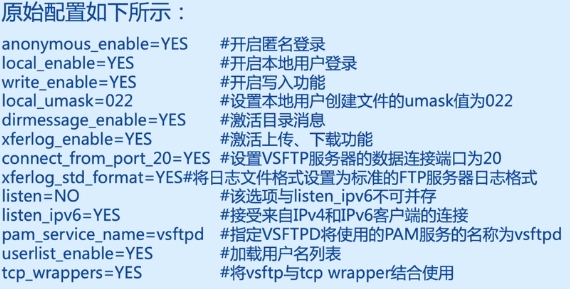 原始配置如下所示：
anonymous_enable=YES #开启匿名登录
local_enable=YES #开启本地用户登录
write_enable=YES #开启写入功能
local_umask=022 #设置本地用户创建文件的umask值为022
dirmessage_enable=YES #激活目录消息
xferlog_enable=YES #激活上传、下载功能
connect_from_port_20=YES #设置VSFTP服务器的数据连接端口为20
xferlog_std_format=YES#将日志文件格式设置为标准的FTP服务器日志格式
listen=NO #该选项与listen_ipv6不可并存
listen_ipv6=YES #接受来自IPv4和IPv6客户端的连接
pam_service_name=vsftpd #指定VSFTPD将使用的PAM服务的名称为vsftpd
userlist_enable=YES #加载用户名列表
tcp_wrappers=YES #将vsftp与tcp wrapper结合使用